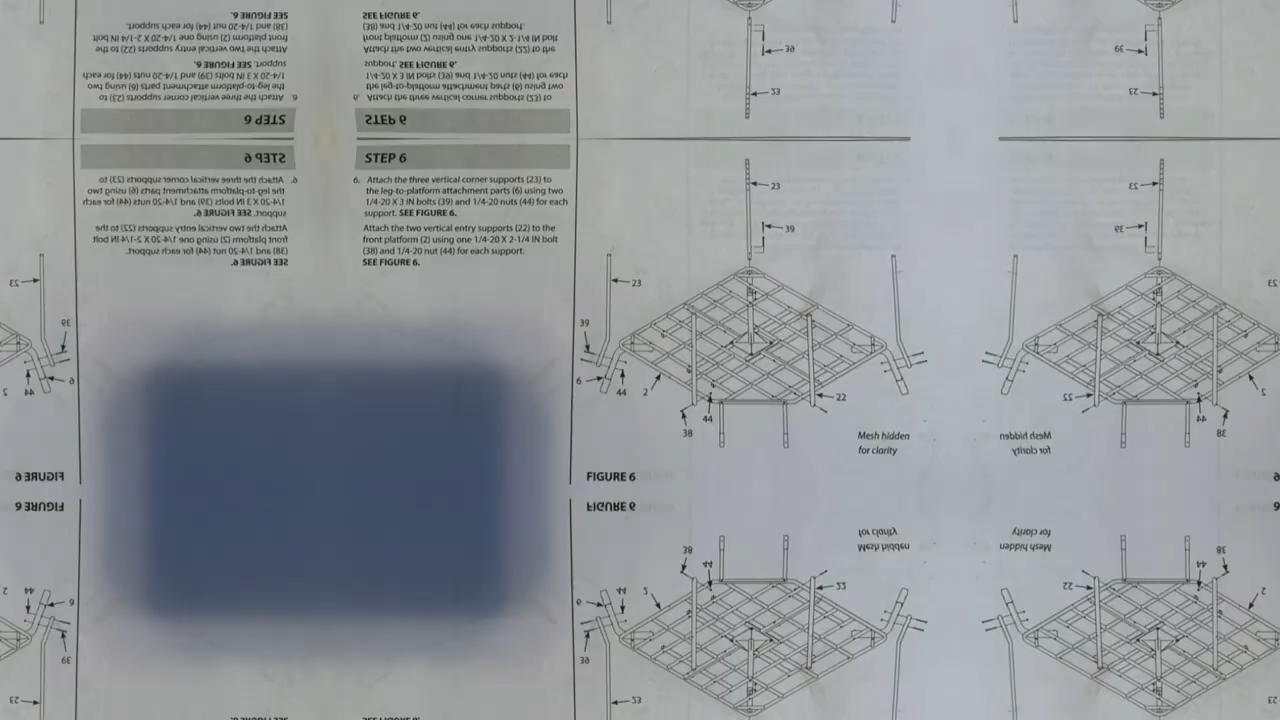 STEP 6
6. Attach the three vertical corner supports (23) to
the leg-to-platform attachment parts (6) using two
1/4-20 X 3 IN bolts (39) and 1/4-20 nuts (44) for each
support. SEE FIGURE 6.
Attach the two vertical entry supports (22) to the
front platform (2) using one 1/4-20 X 2-1/4 IN bolt
(38) and 1/4-20 nut (44) for each support.
SEE FIGURE 6.
23
39
23
39
6
44
2
22
44
38
Mesh hidden
for clarity
FIGURE 6